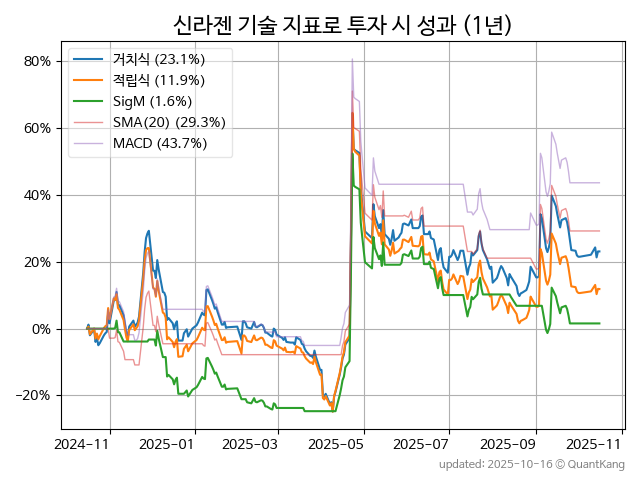 신라젠 기술 지표로 투자 시 성과 (1년)
거치식 (23.1%)
적립식 (11.9%)
SigM (1.6%)
SMA(20) (29.3%)
MACD (43.7%)
80%
60%
40%
20%
0%
−20%
2024-11 2025-01 2025-03 2025-05 2025-07 2025-09 2025-11
updated: 2025-10-16 © QuantKang